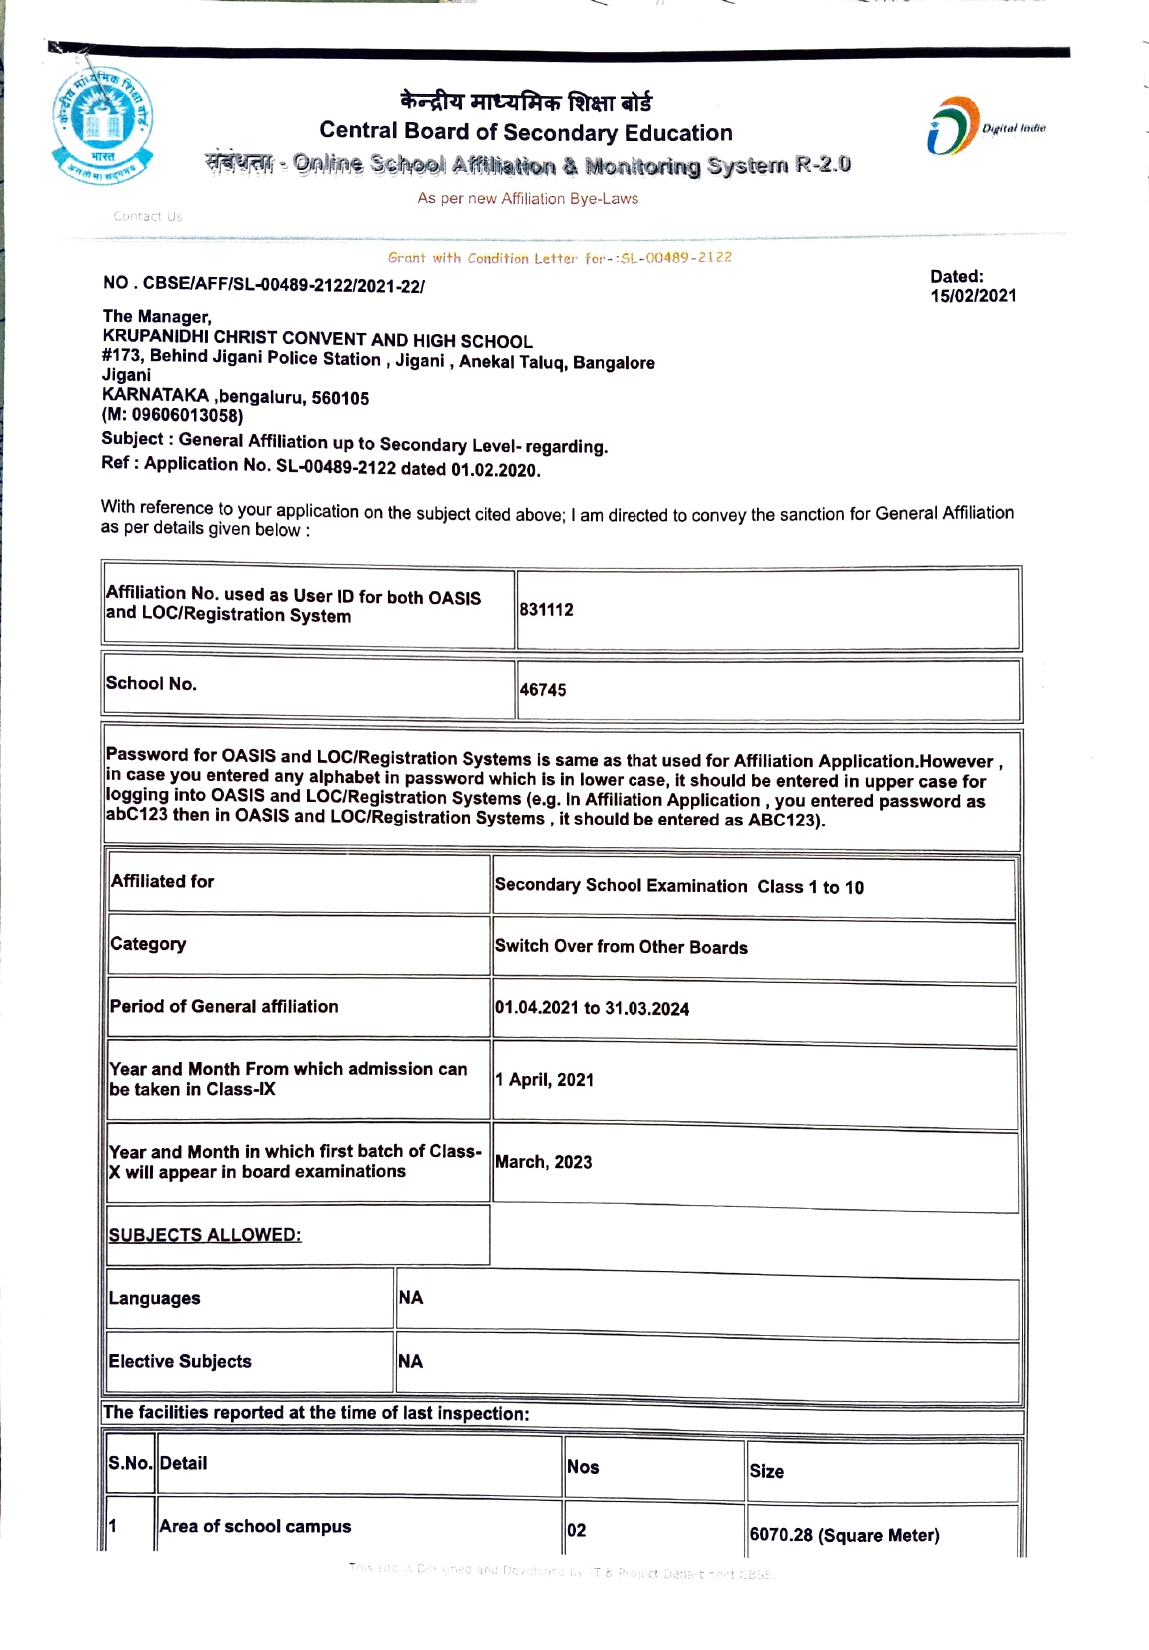 केन्द्रीय माध्यमिक शिक्षा बोर्ड
भारत
असतो मा सद्गमय
केन्द्रीय माध्यमिक शिक्षा बोर्ड
Central Board of Secondary Education
Digital India
संबंधता - Online School Affiliation & Monitoring System R-2.0
As per new Affiliation Bye-Laws
Contact Us
Grant with Condition Letter for-:SL-00489-2122
NO . CBSE/AFF/SL-00489-2122/2021-22/
Dated:
15/02/2021
The Manager,
KRUPANIDHI CHRIST CONVENT AND HIGH SCHOOL
#173, Behind Jigani Police Station , Jigani , Anekal Taluq, Bangalore
Jigani
KARNATAKA ,bengaluru, 560105
(M: 09606013058)
Subject : General Affiliation up to Secondary Level- regarding.
Ref : Application No. SL-00489-2122 dated 01.02.2020.
With reference to your application on the subject cited above; I am directed to convey the sanction for General Affiliation
as per details given below :
Affiliation No. used as User ID for both OASIS
and LOC/Registration System
831112
School No.
46745
Password for OASIS and LOC/Registration Systems is same as that used for Affiliation Application.However ,
in case you entered any alphabet in password which is in lower case, it should be entered in upper case for
logging into OASIS and LOC/Registration Systems (e.g. In Affiliation Application , you entered password as
abC123 then in OASIS and LOC/Registration Systems , it should be entered as ABC123).
Affiliated for
Secondary School Examination Class 1 to 10
Category
Switch Over from Other Boards
Period of General affiliation
01.04.2021 to 31.03.2024
Year and Month From which admission can
be taken in Class-IX
1 April, 2021
Year and Month in which first batch of Class-
X will appear in board examinations
March, 2023
SUBJECTS ALLOWED:
Languages
NA
Elective Subjects
NA
The facilities reported at the time of last inspection:
S.No.
Detail
Nos
Size
1
Area of school campus
02
6070.28 (Square Meter)
This site is Designed and Developed by IT & Project Department CBSE.